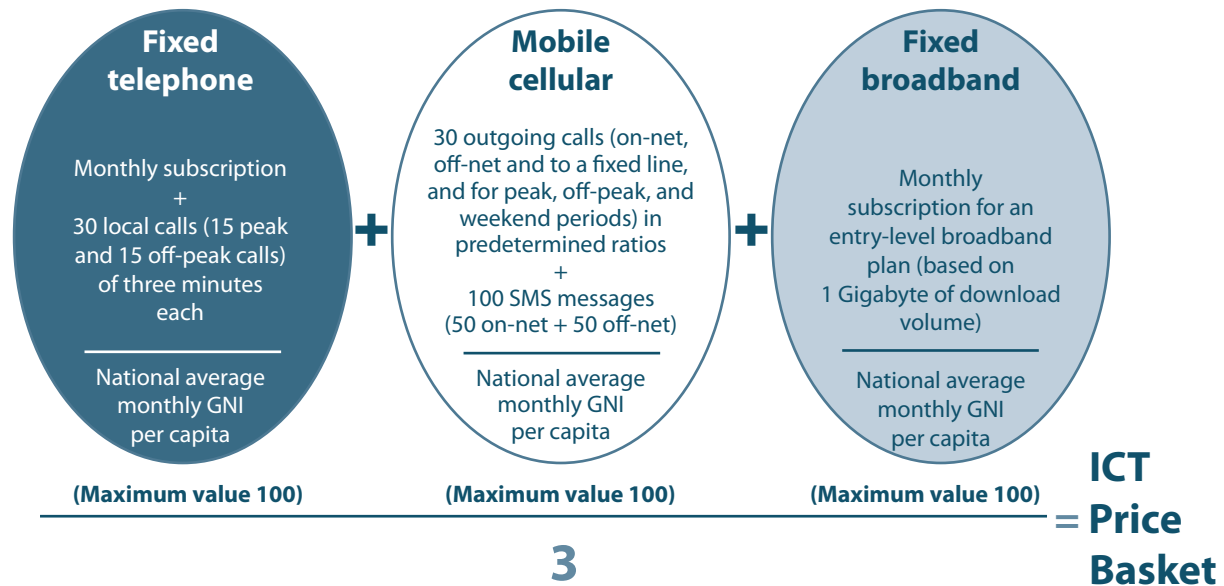 Fixed
telephone
Monthly subscription
+
30 local calls (15 peak
and 15 off-peak calls)
of three minutes
each
National average
monthly GNI
per capita
(Maximum value 100)
+
Mobile
cellular
30 outgoing calls (on-net,
off-net and to a fixed line,
and for peak, off-peak, and
weekend periods) in
predetermined ratios
+
100 SMS messages
(50 on-net + 50 off-net)
National average
monthly GNI
per capita
(Maximum value 100)
+
Fixed
broadband
Monthly
subscription for an
entry-level broadband
plan (based on
1 Gigabyte of download
volume)
National average
monthly GNI
per capita
(Maximum value 100)
3
=
ICT
Price
Basket